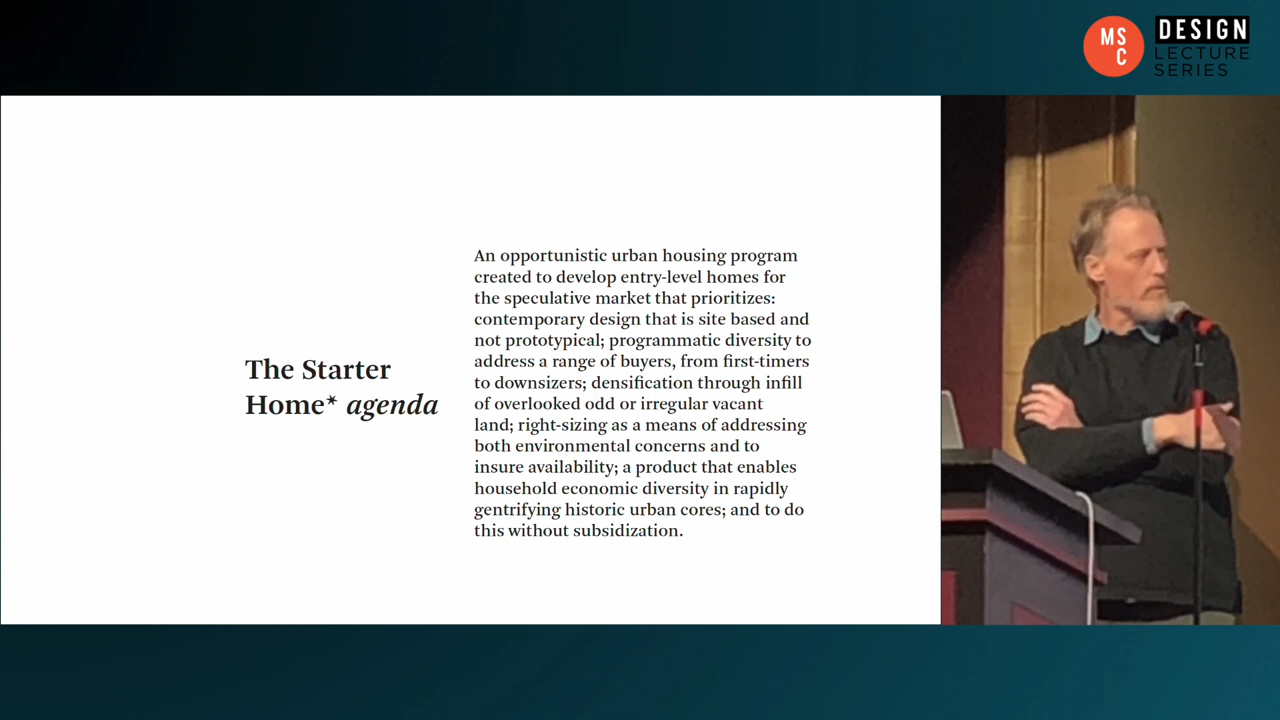 MS
C
DESIGN
LECTURE
SERIES
The Starter
Home* agenda
An opportunistic urban housing program
created to develop entry-level homes for
the speculative market that prioritizes:
contemporary design that is site based and
not prototypical; programmatic diversity to
address a range of buyers, from first-timers
to downsizers; densification through infill
of overlooked odd or irregular vacant
land; right-sizing as a means of addressing
both environmental concerns and to
insure availability; a product that enables
household economic diversity in rapidly
gentrifying historic urban cores; and to do
this without subsidization.